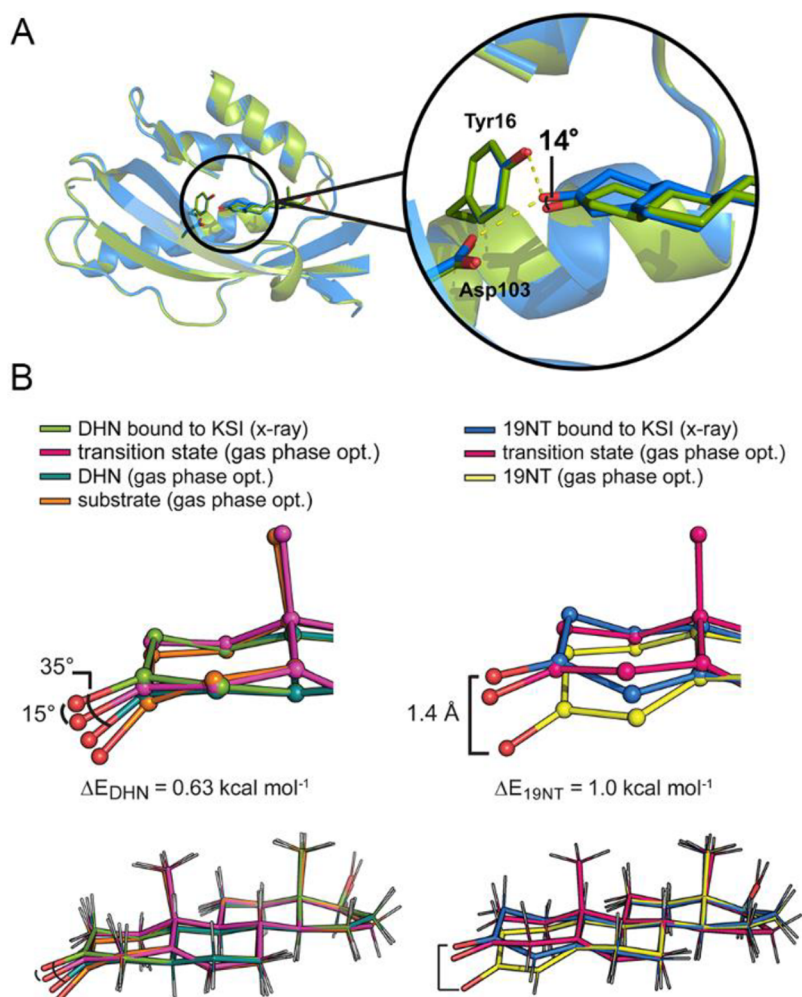 A
Tyr16
14°
Asp103
B
DHN bound to KSI (x-ray)
transition state (gas phase opt.)
DHN (gas phase opt.)
substrate (gas phase opt.)
19NT bound to KSI (x-ray)
transition state (gas phase opt.)
19NT (gas phase opt.)
35°
15°
1.4 Å
ΔE_DHN = 0.63 kcal mol⁻¹
ΔE_19NT = 1.0 kcal mol⁻¹